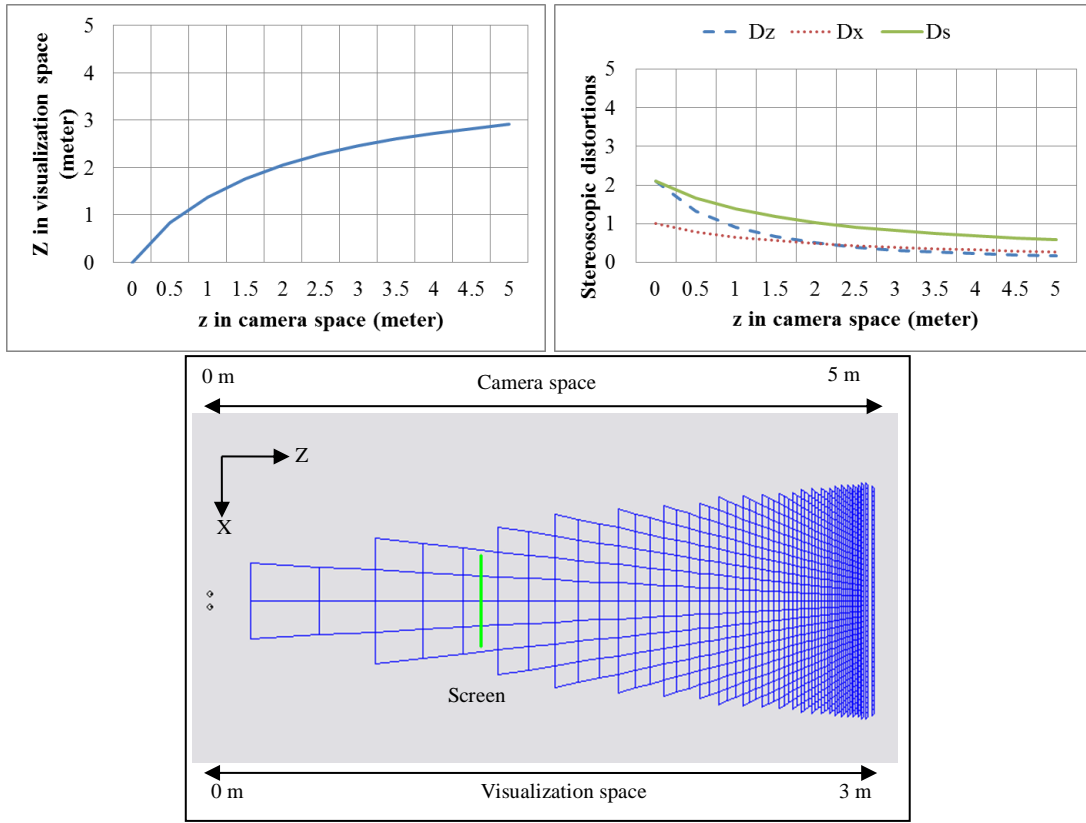 Z in visualization space
(meter)
5
4
3
2
1
0
0 0.5 1 1.5 2 2.5 3 3.5 4 4.5 5
z in camera space (meter)
Dz Dx Ds
Stereoscopic distortions
5
4
3
2
1
0
0 0.5 1 1.5 2 2.5 3 3.5 4 4.5 5
z in camera space (meter)
0 m 5 m
Camera space
Z
X
Screen
0 m Visualization space 3 m